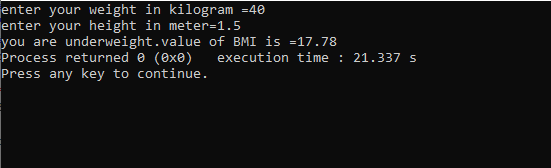 enter your weight in kilogram =40
enter your height in meter=1.5
you are underweight.value of BMI is =17.78
Process returned 0 (0x0)   execution time : 21.337 s
Press any key to continue.